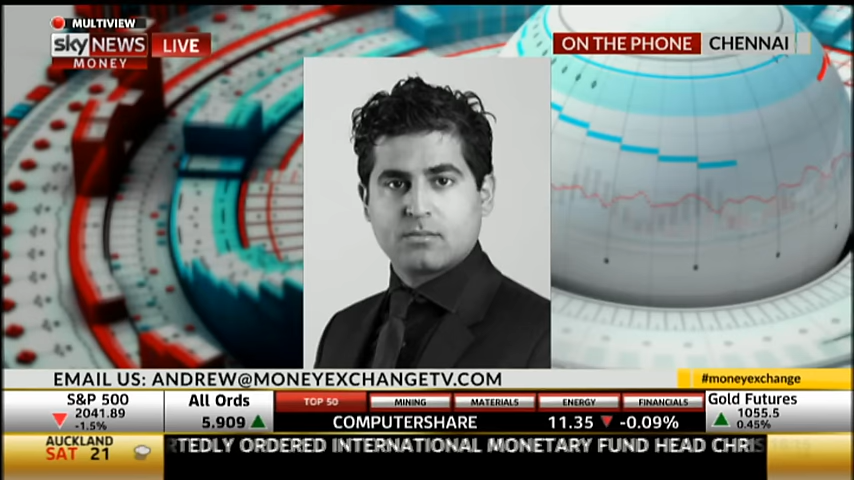 MULTIVIEW
sky NEWS LIVE
MONEY
ON THE PHONE CHENNAI
EMAIL US: ANDREW@MONEYEXCHANGETV.COM
#moneyexchange
S&P 500
2041.89
-1.5%
All Ords
5.909
TOP 50 MINING MATERIALS ENERGY FINANCIALS
COMPUTERSHARE 11.35 -0.09%
Gold Futures
1055.5
0.45%
AUCKLAND
SAT 21
RTEDLY ORDERED INTERNATIONAL MONETARY FUND HEAD CHRIS